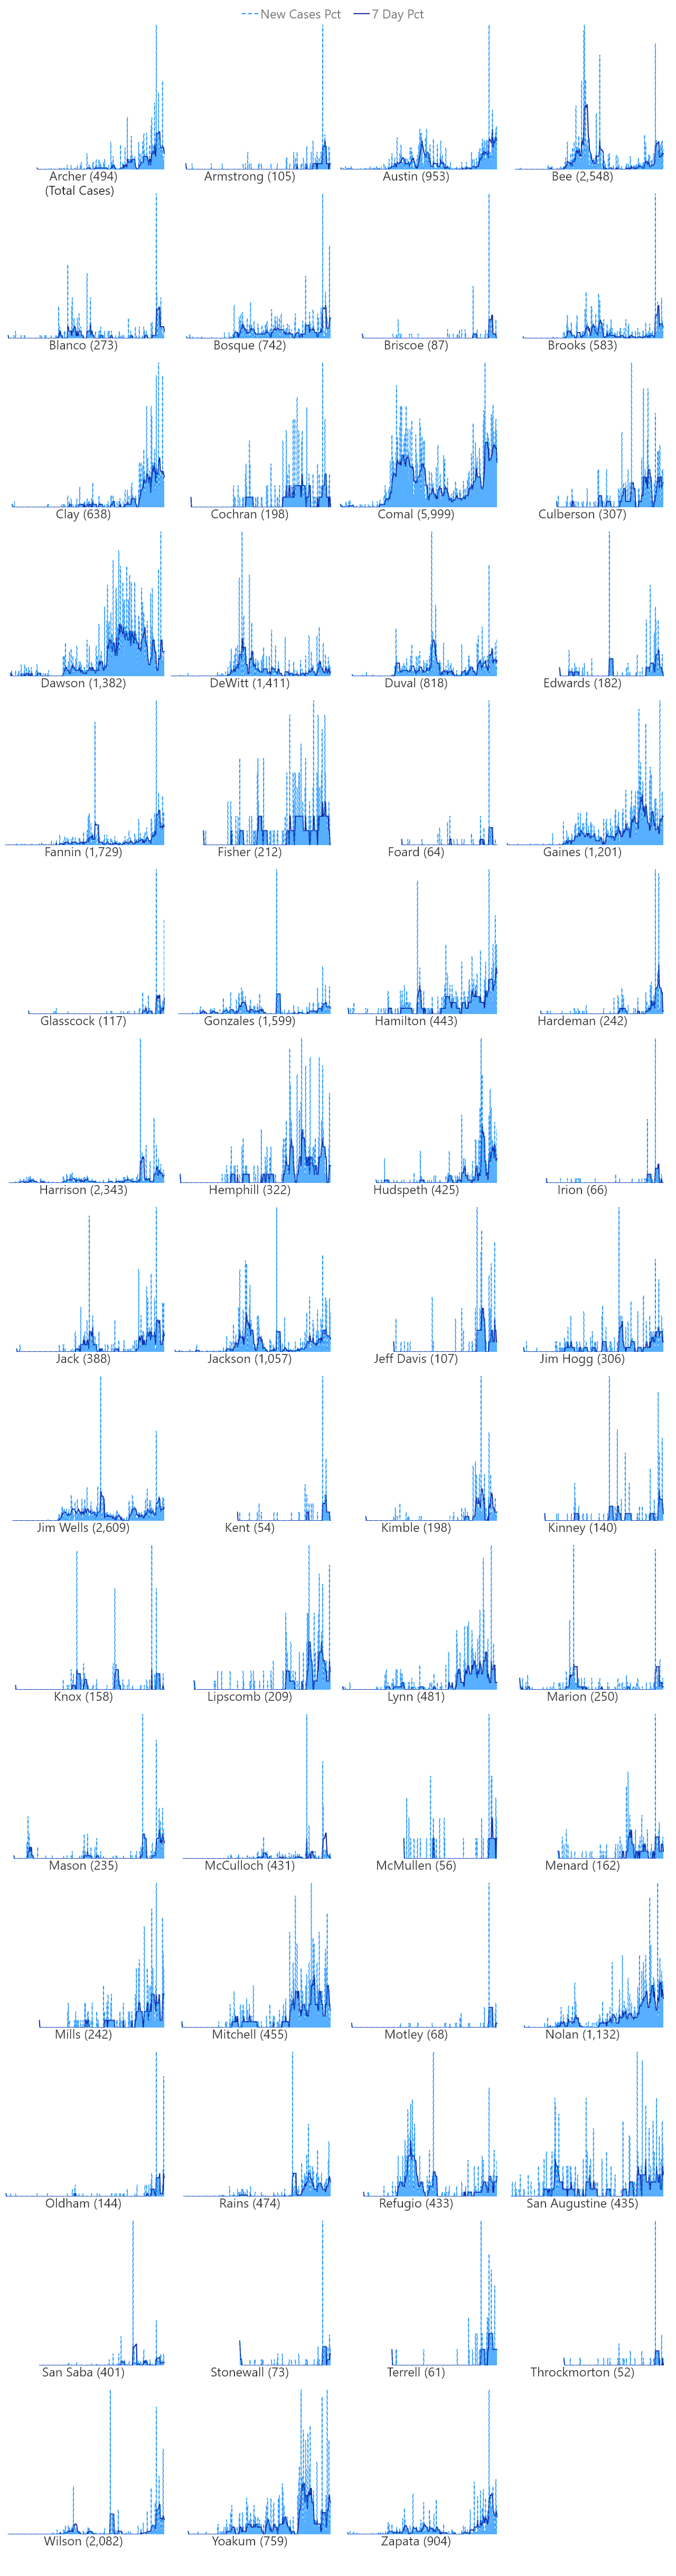 New Cases Pct 7 Day Pct
Archer (494) Armstrong (105) Austin (953) Bee (2,548)
(Total Cases)
Blanco (273) Bosque (742) Briscoe (87) Brooks (583)
Clay (638) Cochran (198) Comal (5,999) Culberson (307)
Dawson (1,382) DeWitt (1,411) Duval (818) Edwards (182)
Fannin (1,729) Fisher (212) Foard (64) Gaines (1,201)
Glasscock (117) Gonzales (1,599) Hamilton (443) Hardeman (242)
Harrison (2,343) Hemphill (322) Hudspeth (425) Irion (66)
Jack (388) Jackson (1,057) Jeff Davis (107) Jim Hogg (306)
Jim Wells (2,609) Kent (54) Kimble (198) Kinney (140)
Knox (158) Lipscomb (209) Lynn (481) Marion (250)
Mason (235) McCulloch (431) McMullen (56) Menard (162)
Mills (242) Mitchell (455) Motley (68) Nolan (1,132)
Oldham (144) Rains (474) Refugio (433) San Augustine (435)
San Saba (401) Stonewall (73) Terrell (61) Throckmorton (52)
Wilson (2,082) Yoakum (759) Zapata (904)